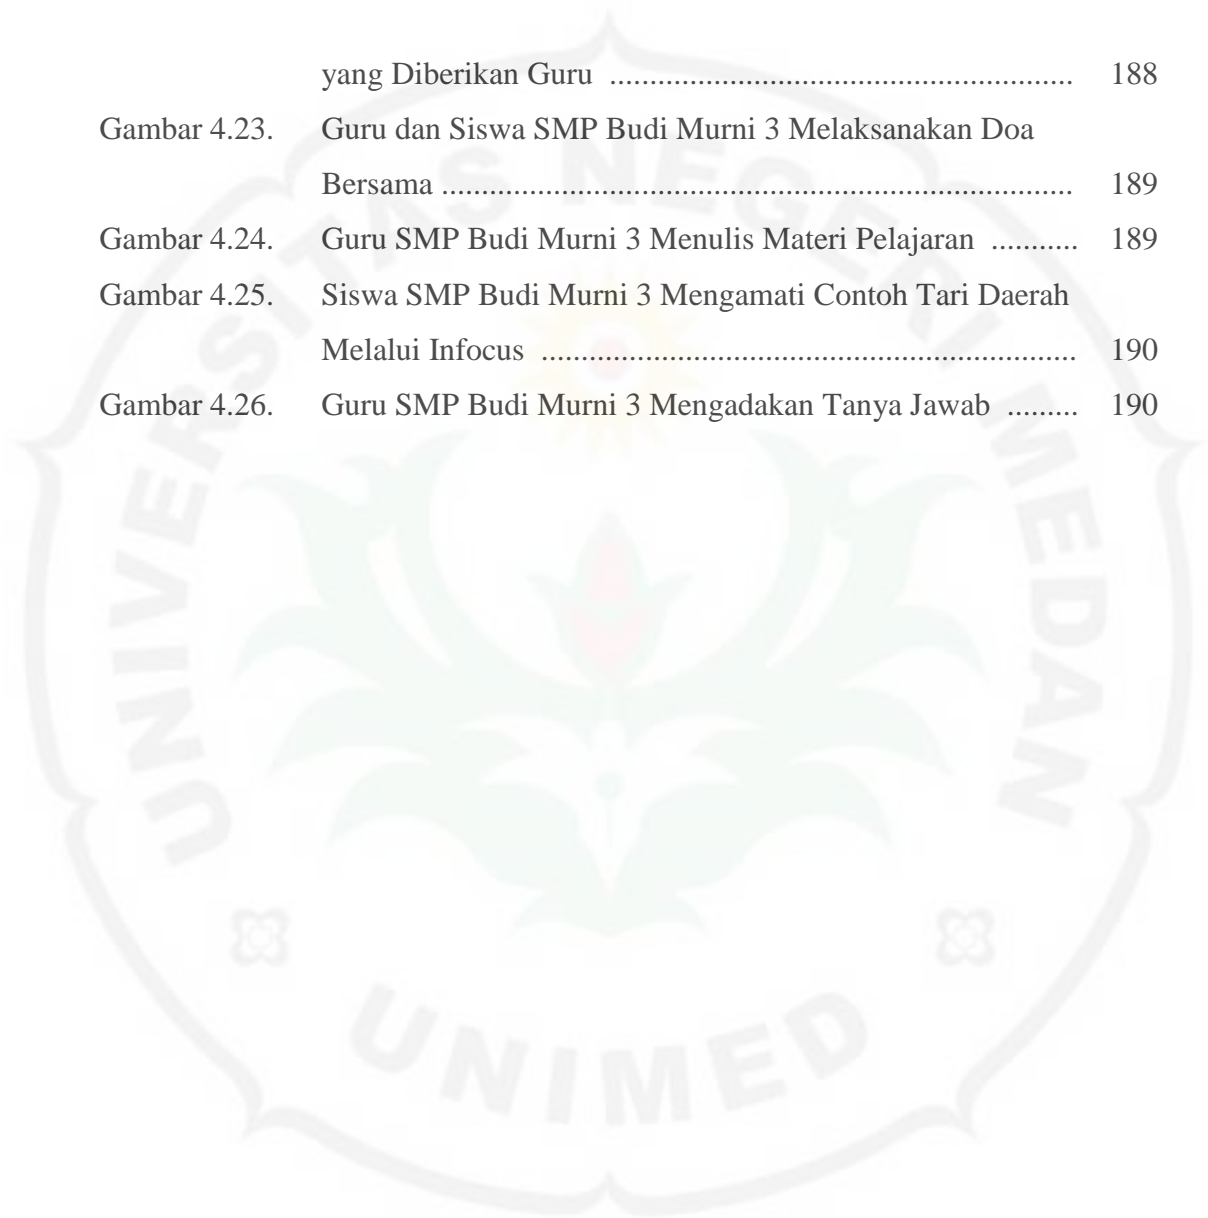 yang Diberikan Guru .......................................................... 188
Gambar 4.23. Guru dan Siswa SMP Budi Murni 3 Melaksanakan Doa
Bersama ............................................................................... 189
Gambar 4.24. Guru SMP Budi Murni 3 Menulis Materi Pelajaran ........... 189
Gambar 4.25. Siswa SMP Budi Murni 3 Mengamati Contoh Tari Daerah
Melalui Infocus ................................................................... 190
Gambar 4.26. Guru SMP Budi Murni 3 Mengadakan Tanya Jawab ......... 190
UNIVERSITAS NEGERI MEDAN
UNIMED